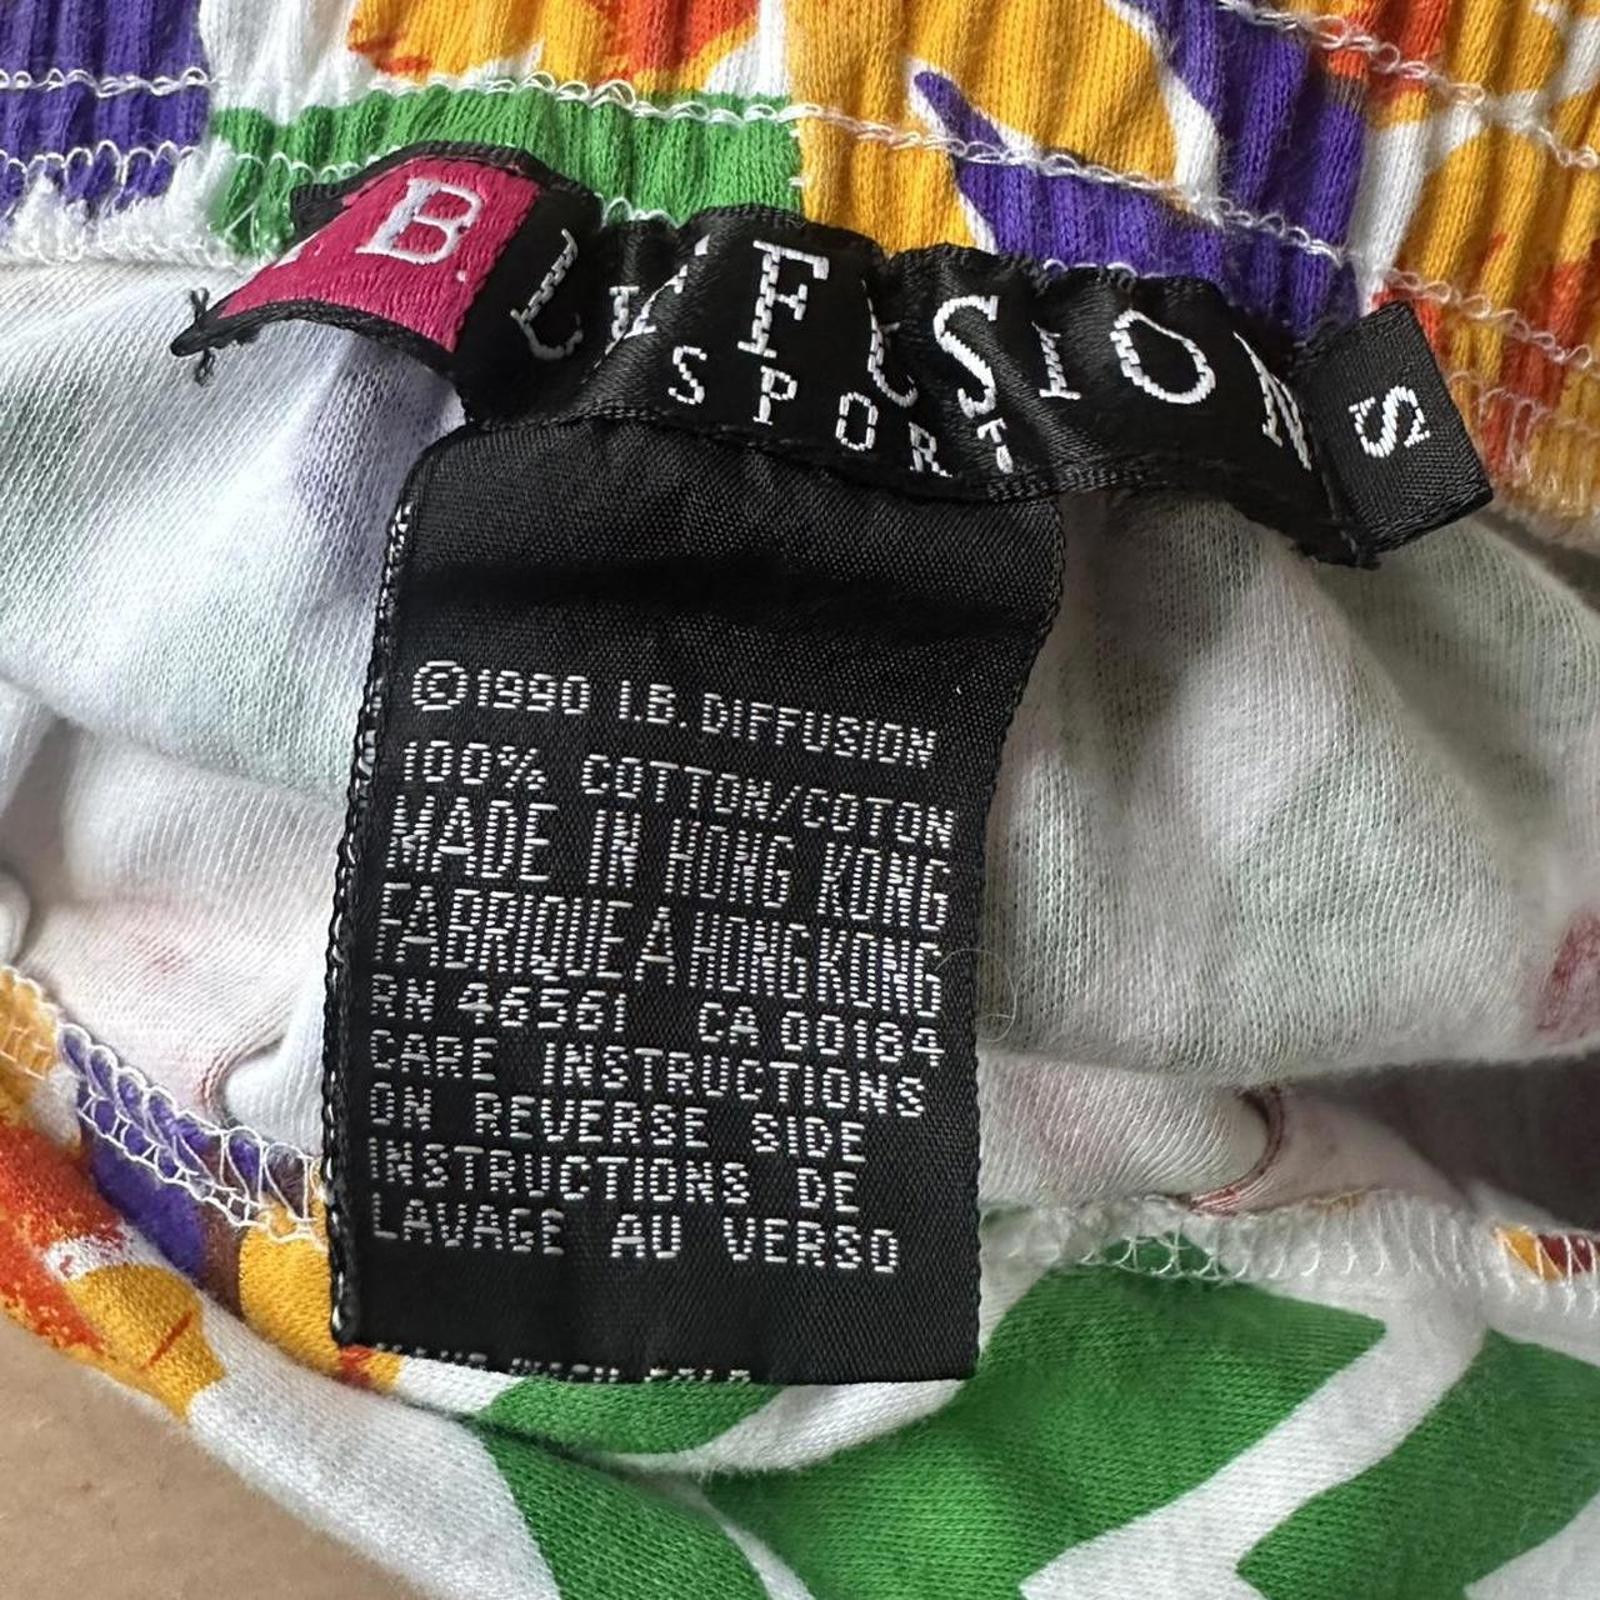 B. DIFFUSION
SPORT
S
©1990 I.B. DIFFUSION
100% COTTON/COTON
MADE IN HONG KONG
FABRIQUE A HONG KONG
RN 46561 CA 00184
CARE INSTRUCTIONS
ON REVERSE SIDE
INSTRUCTIONS DE
LAVAGE AU VERSO